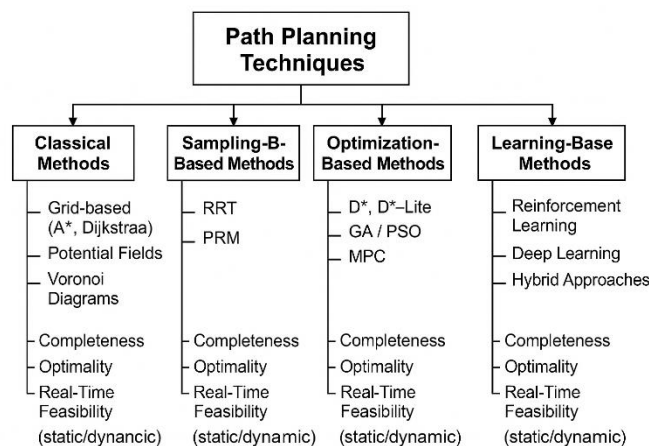 Path Planning
Techniques
Classical
Methods
Grid-based
(A*, Dijkstraa)
Potential Fields
Voronoi
Diagrams
Completeness
Optimality
Real-Time
Feasibility
(static/dynancic)
Sampling-B-
Based Methods
RRT
PRM
Completeness
Optimality
Real-Time
Feasibility
(static/dynamic)
Optimization-
Based Methods
D*, D*–Lite
GA / PSO
MPC
Completeness
Optimality
Real-Time
Feasibility
(static/dynamic)
Learning-Base
Methods
Reinforcement
Learning
Deep Learning
Hybrid Approaches
Completeness
Optimality
Real-Time
Feasibility
(static/dynamic)